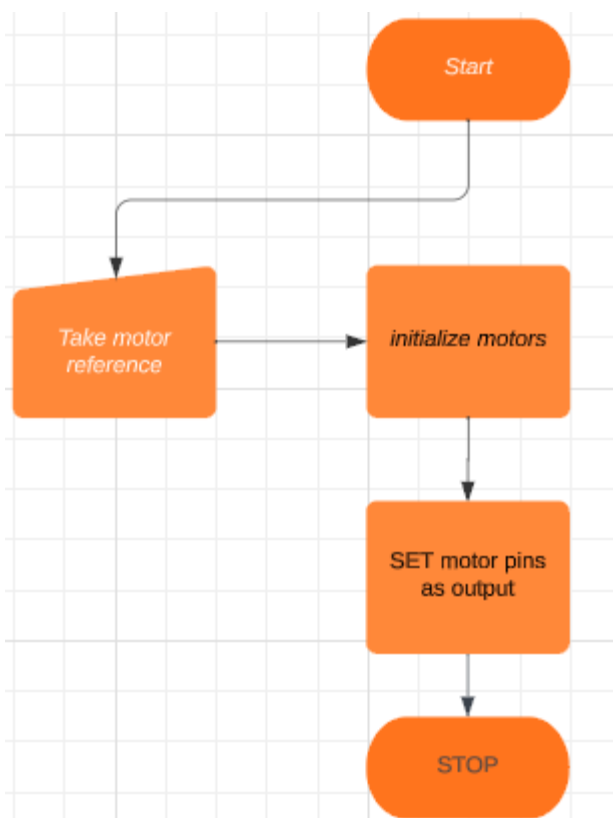 Start
Take motor
reference
initialize motors
SET motor pins
as output
STOP